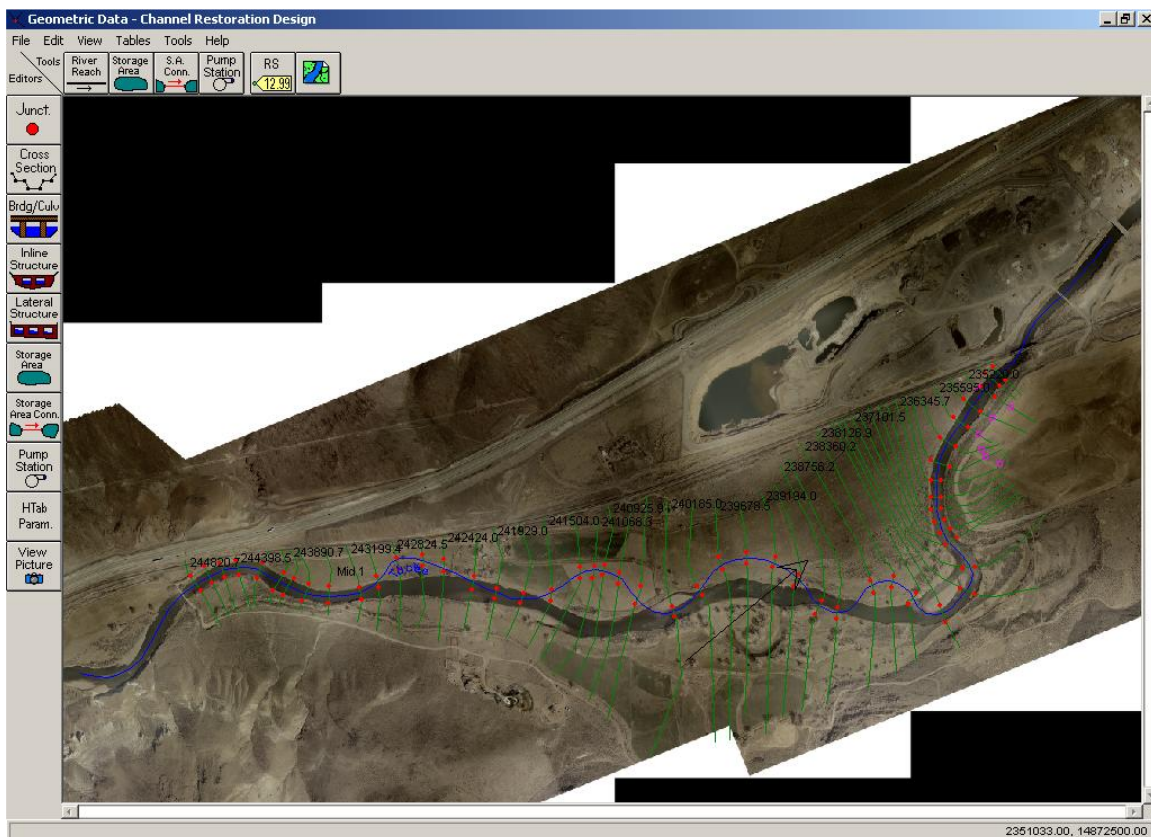 Geometric Data - Channel Restoration Design
File Edit View Tables Tools Help
Tools
Editors
River
Reach
Storage
Area
S.A.
Conn.
Pump
Station
RS
12.99
Junct.
Cross
Section
Brdg/Culv
Inline
Structure
Lateral
Structure
Storage
Area
Storage
Area Conn.
Pump
Station
HTab
Param.
View
Picture
235595.0
236345.7
237101.5
238126.9
238360.2
238758.2
239194.0
239678.5
240185.0
240925.9
241068.3
241504.0
241929.0
242424.0
242824.5
243199.4
243890.7
244398.5
244820.7
Mid 1
2351033.00, 14872500.00